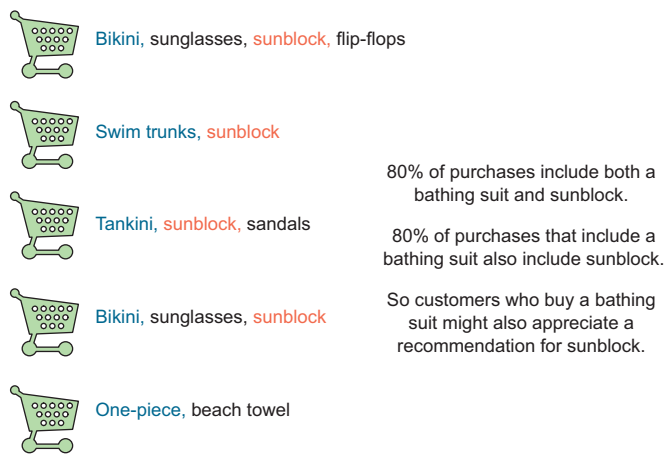 Bikini, sunglasses, sunblock, flip-flops
Swim trunks, sunblock
Tankini, sunblock, sandals
Bikini, sunglasses, sunblock
One-piece, beach towel
80% of purchases include both a
bathing suit and sunblock.
80% of purchases that include a
bathing suit also include sunblock.
So customers who buy a bathing
suit might also appreciate a
recommendation for sunblock.